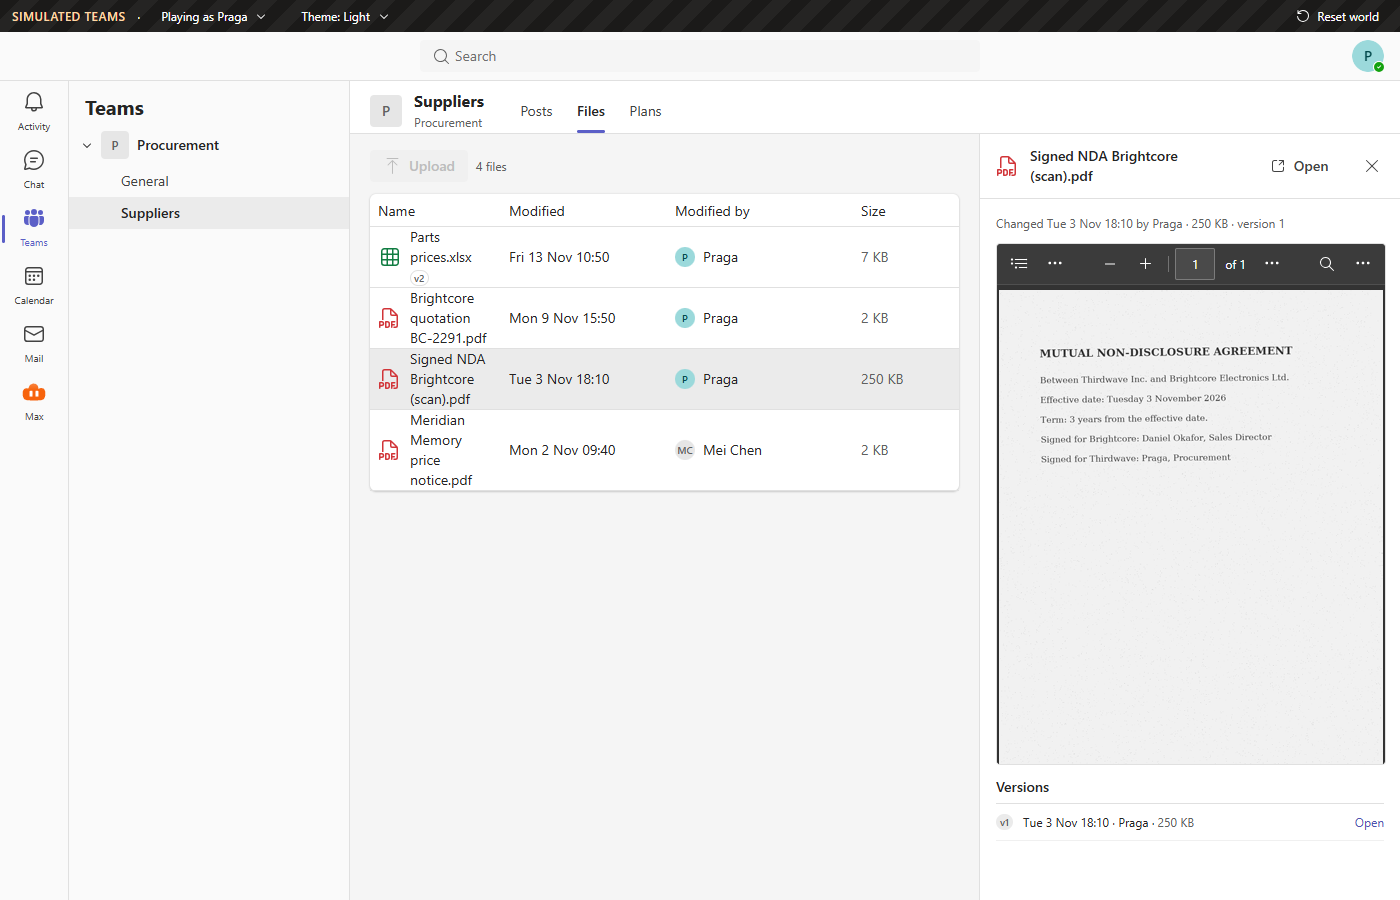 SIMULATED TEAMS
·
Playing as Praga
Theme: Light
Reset world
Search
P
Activity
Chat
Teams
Calendar
Mail
Max
Teams
P
Procurement
General
Suppliers
P
Suppliers
Procurement
Posts
Files
Plans
Upload
4 files
Name
Modified
Modified by
Size
Parts
prices.xlsx
v2
Fri 13 Nov 10:50
P
Praga
7 KB
Brightcore
quotation
BC-2291.pdf
Mon 9 Nov 15:50
P
Praga
2 KB
Signed NDA
Brightcore
(scan).pdf
Tue 3 Nov 18:10
P
Praga
250 KB
Meridian
Memory
price
notice.pdf
Mon 2 Nov 09:40
MC
Mei Chen
2 KB
Signed NDA Brightcore
(scan).pdf
Open
Changed Tue 3 Nov 18:10 by Praga · 250 KB · version 1
1
of 1
MUTUAL NON-DISCLOSURE AGREEMENT
Between Thirdwave Inc. and Brightcore Electronics Ltd.
Effective date: Tuesday 3 November 2026
Term: 3 years from the effective date.
Signed for Brightcore: Daniel Okafor, Sales Director
Signed for Thirdwave: Praga, Procurement
Versions
v1
Tue 3 Nov 18:10 · Praga · 250 KB
Open